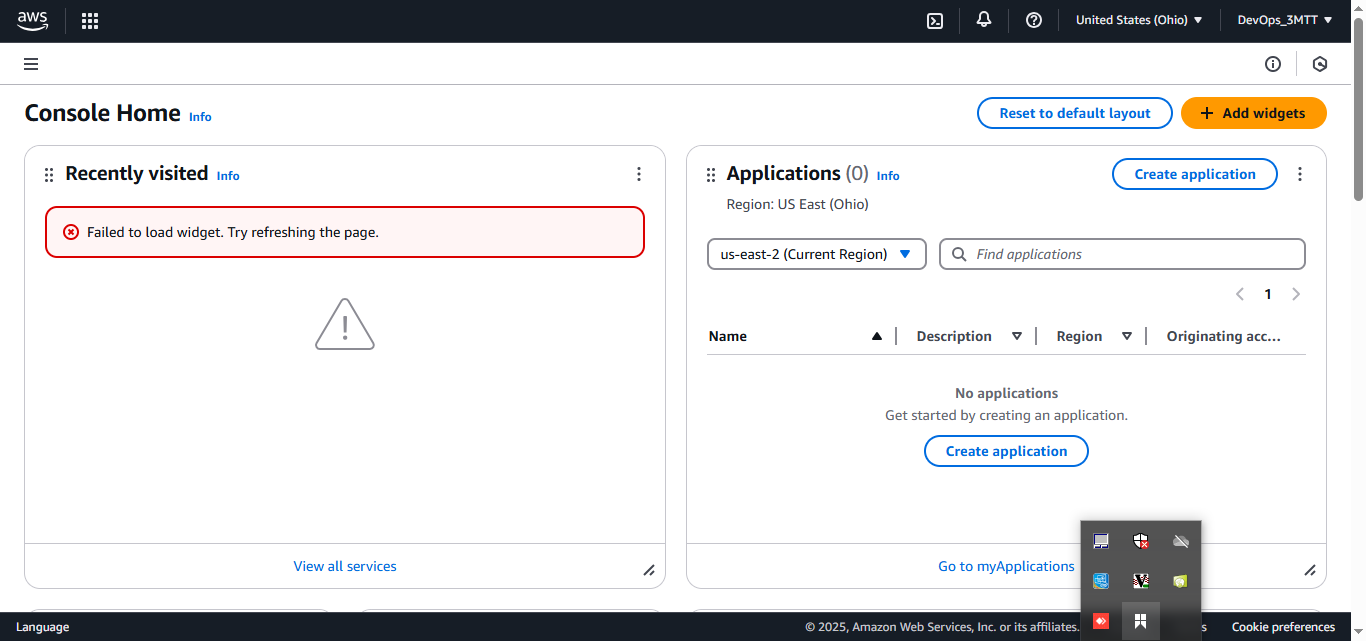 aws
United States (Ohio)
DevOps_3MTT
Console Home Info
Reset to default layout
Add widgets
Recently visited Info
Failed to load widget. Try refreshing the page.
View all services
Applications (0) Info
Create application
Region: US East (Ohio)
us-east-2 (Current Region)
Find applications
1
Name
Description
Region
Originating acc...
No applications
Get started by creating an application.
Create application
Go to myApplications
Language
© 2025, Amazon Web Services, Inc. or its affiliates.
Cookie preferences